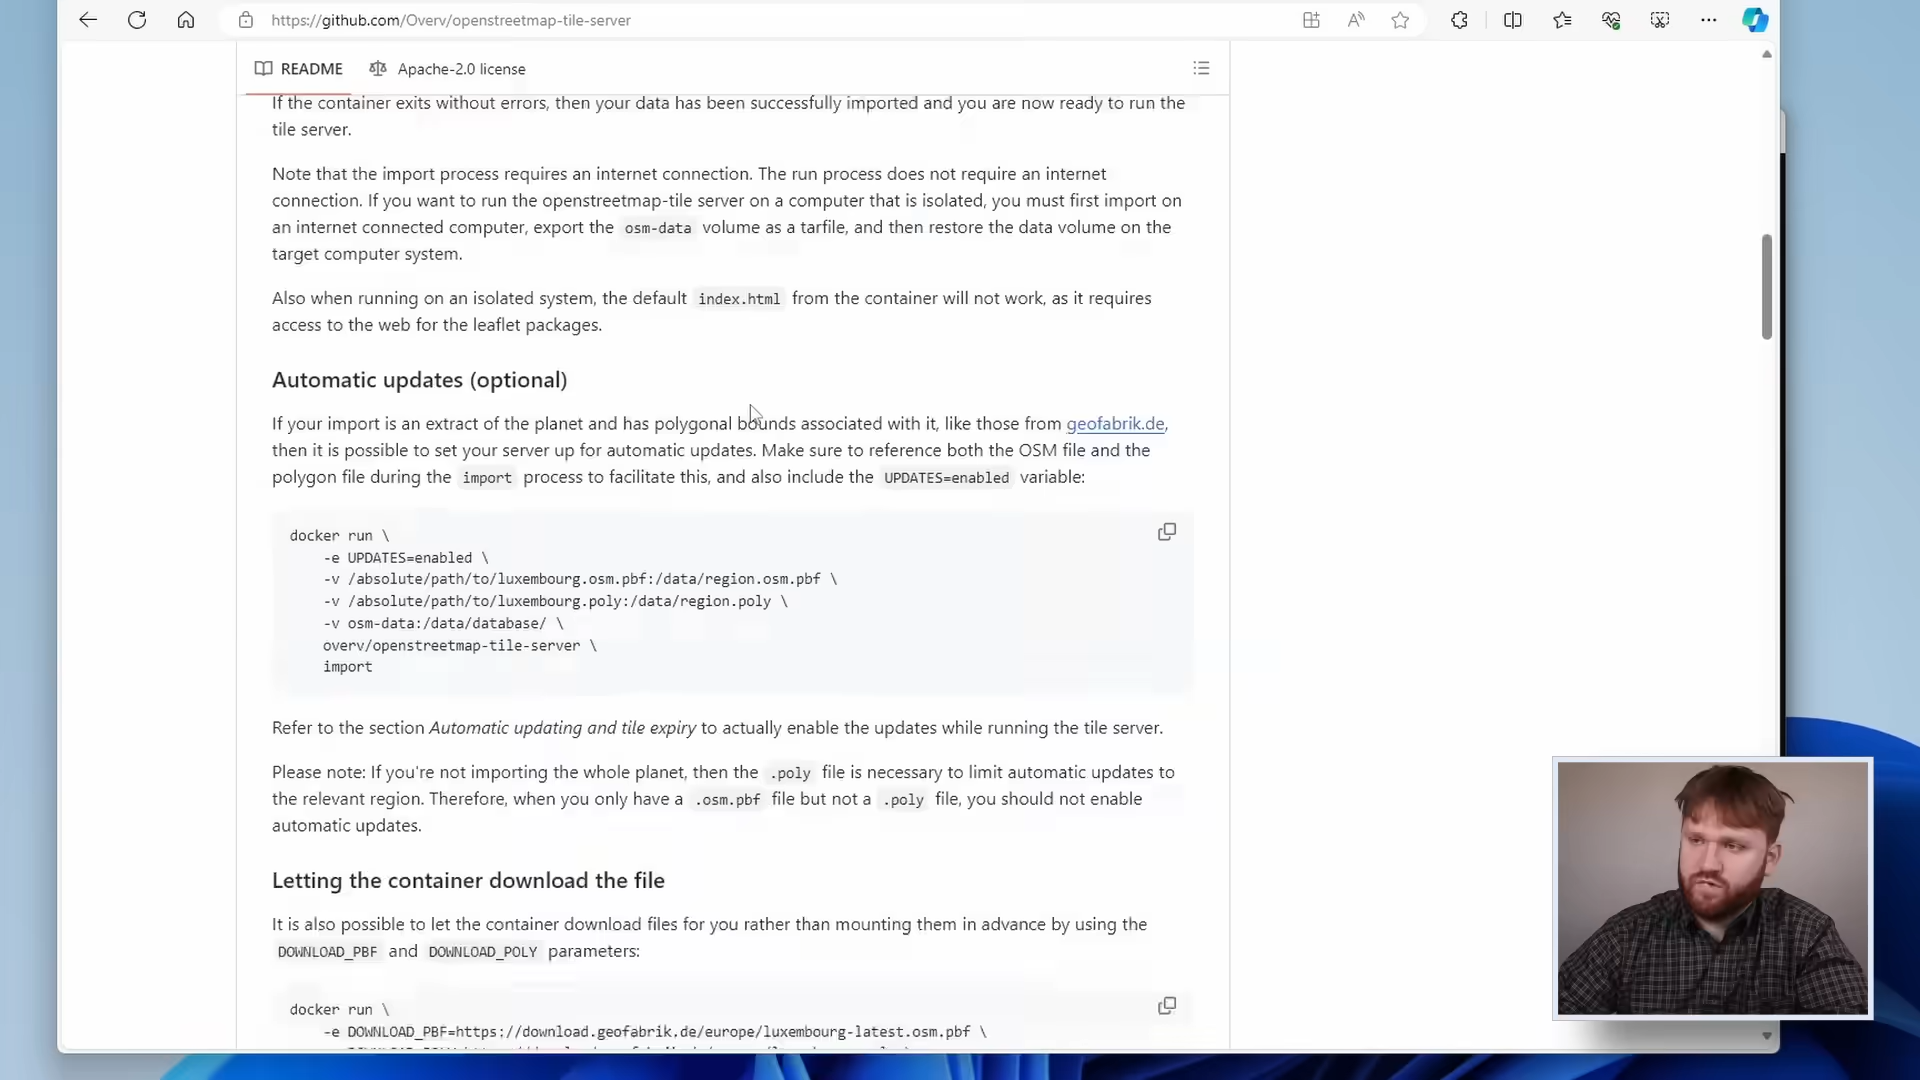 https://github.com/Overv/openstreetmap-tile-server
README
Apache-2.0 license
If the container exits without errors, then your data has been successfully imported and you are now ready to run the
tile server.
Note that the import process requires an internet connection. The run process does not require an internet
connection. If you want to run the openstreetmap-tile server on a computer that is isolated, you must first import on
an internet connected computer, export the osm-data volume as a tarfile, and then restore the data volume on the
target computer system.
Also when running on an isolated system, the default index.html from the container will not work, as it requires
access to the web for the leaflet packages.
Automatic updates (optional)
If your import is an extract of the planet and has polygonal bounds associated with it, like those from geofabrik.de,
then it is possible to set your server up for automatic updates. Make sure to reference both the OSM file and the
polygon file during the import process to facilitate this, and also include the UPDATES=enabled variable:
docker run \
-e UPDATES=enabled \
-v /absolute/path/to/luxembourg.osm.pbf:/data/region.osm.pbf \
-v /absolute/path/to/luxembourg.poly:/data/region.poly \
-v osm-data:/data/database/ \
overv/openstreetmap-tile-server \
import
Refer to the section Automatic updating and tile expiry to actually enable the updates while running the tile server.
Please note: If you're not importing the whole planet, then the .poly file is necessary to limit automatic updates to
the relevant region. Therefore, when you only have a .osm.pbf file but not a .poly file, you should not enable
automatic updates.
Letting the container download the file
It is also possible to let the container download files for you rather than mounting them in advance by using the
DOWNLOAD_PBF and DOWNLOAD_POLY parameters:
docker run \
-e DOWNLOAD_PBF=https://download.geofabrik.de/europe/luxembourg-latest.osm.pbf \